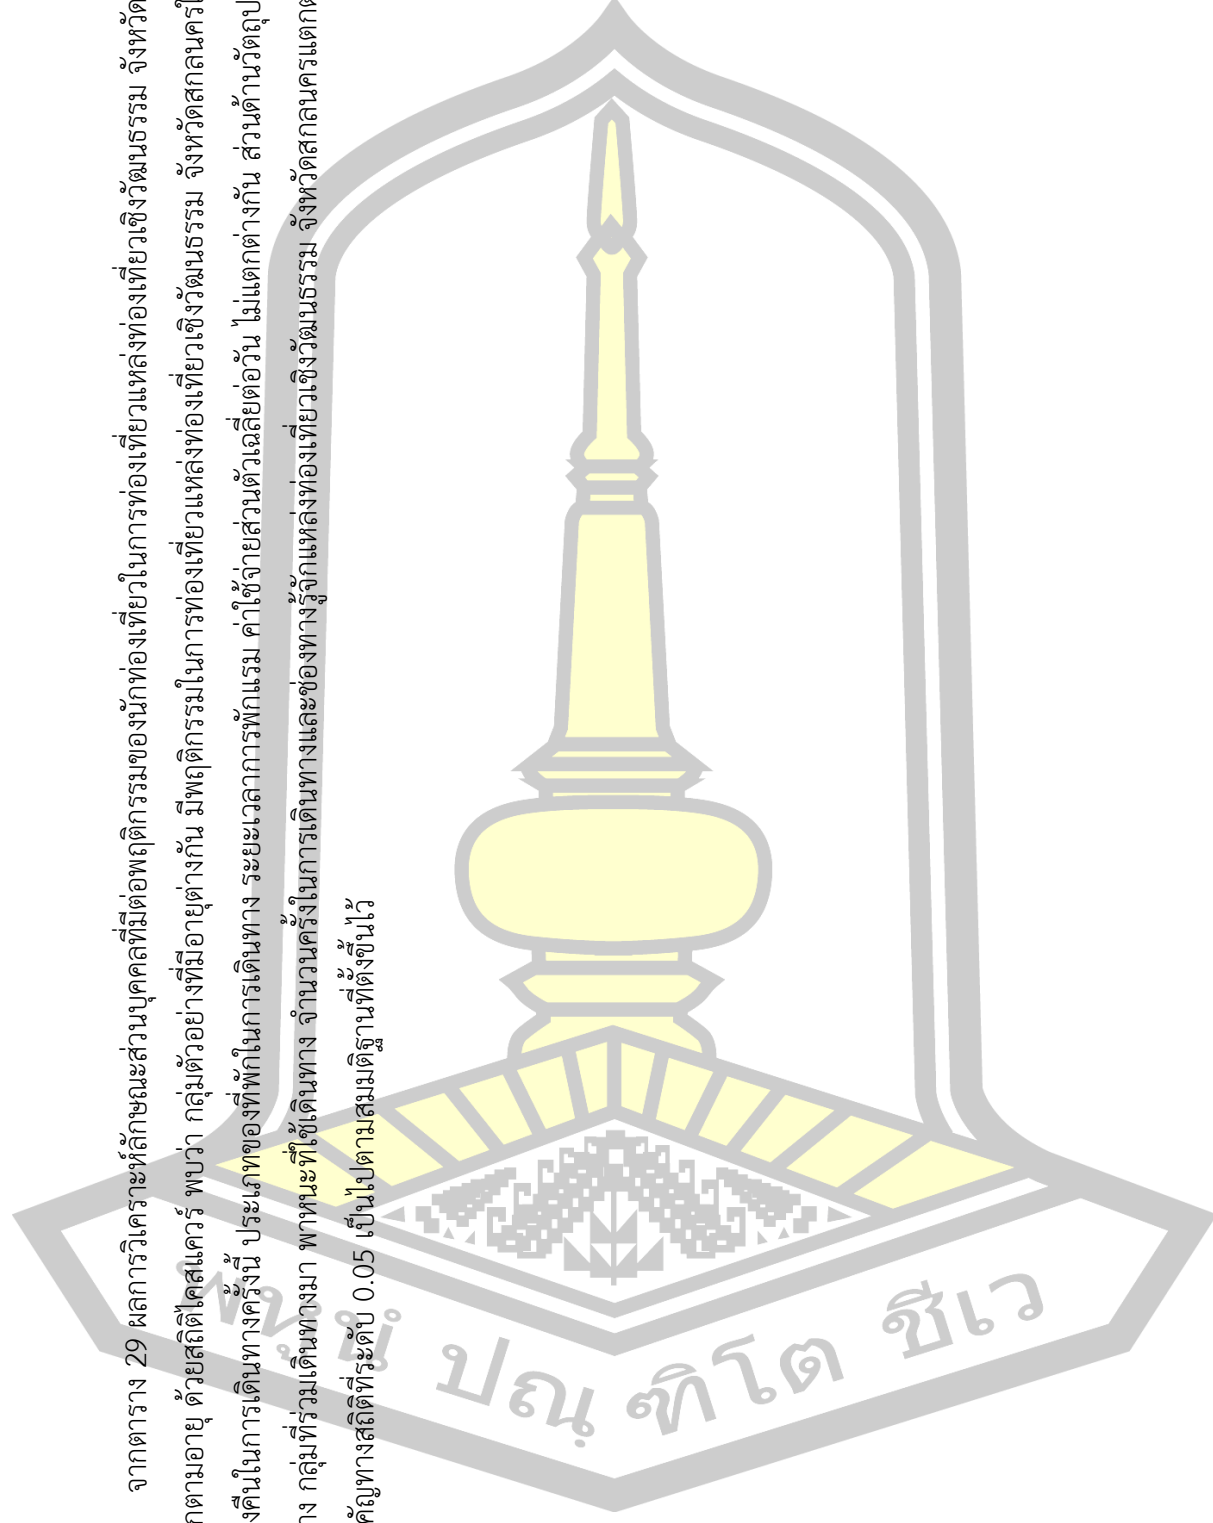 จากตาราง 29 ผลการวิเคราะห์ลักษณะส่วนบุคคลที่มีต่อพฤติกรรมของนักท่องเที่ยวในการท่องเที่ยวแหล่งท่องเที่ยวเชิงวัฒนธรรม จังหวัด
กตามอายุ ด้วยสถิติไคสแควร์ พบว่า กลุ่มตัวอย่างที่มีอายุต่างกัน มีพฤติกรรมในการท่องเที่ยวแหล่งท่องเที่ยวเชิงวัฒนธรรม จังหวัดสกลนครใ
งคืนในการเดินทางครั้งนี้ ประเภทของที่พักในการเดินทาง ระยะเวลาการพักแรม ค่าใช้จ่ายส่วนตัวเฉลี่ยต่อวัน ไม่แตกต่างกัน ส่วนด้านวัตถุป
าง กลุ่มที่ร่วมเดินทางมา พาหนะที่ใช้เดินทาง จำนวนครั้งในการเดินทางและช่องทางรู้จักแหล่งท่องเที่ยวเชิงวัฒนธรรม จังหวัดสกลนครแตกต
คัญทางสถิติที่ระดับ 0.05 เป็นไปตามสมมติฐานที่ตั้งขึ้นไว้
พหุนํ ปณฺฑิโต ชีเว